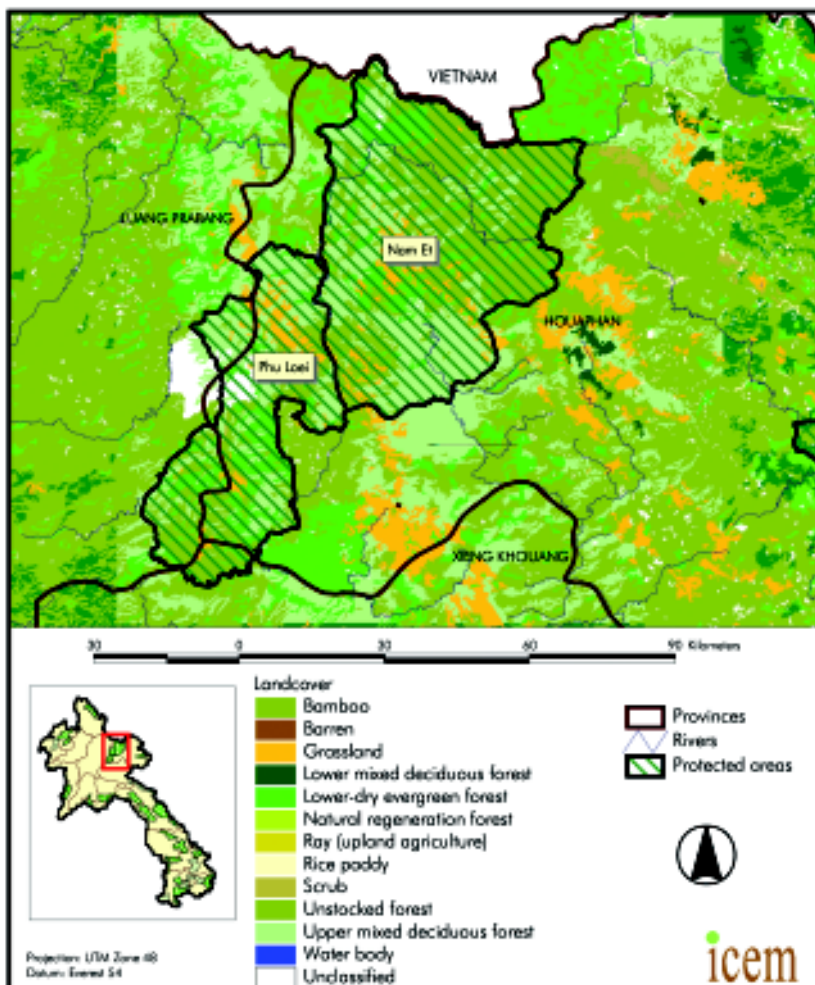 VIETNAM
LUANG PRABANG
Nam Et
HOUAPHAN
Phu Loei
XIENG KHOUANG
30 0 30 60 90 Kilometers
Landcover
Bamboo
Barren
Grassland
Lower mixed deciduous forest
Lower-dry evergreen forest
Natural regeneration forest
Ray (upland agriculture)
Rice paddy
Scrub
Unstocked forest
Upper mixed deciduous forest
Water body
Unclassified
Provinces
Rivers
Protected areas
Projection: UTM Zone 48
Datum: Everest 54
icem